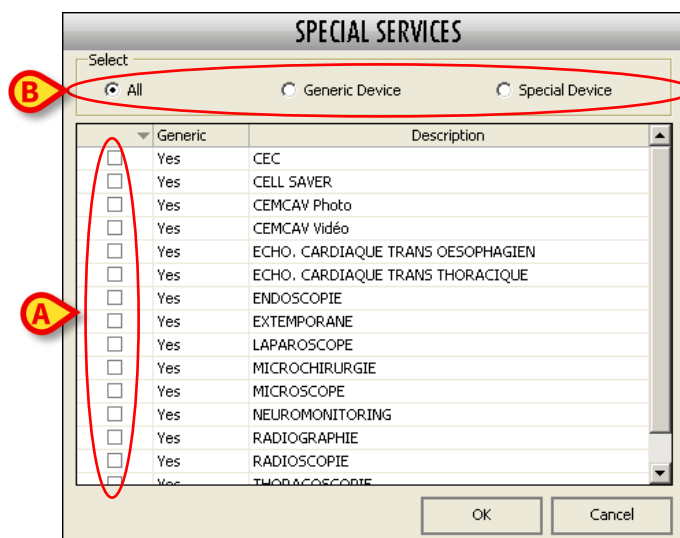 SPECIAL SERVICES
Select
B
All Generic Device Special Device
Generic Description
Yes CEC
Yes CELL SAVER
Yes CEMCAV Photo
Yes CEMCAV Vidéo
Yes ECHO. CARDIAQUE TRANS OESOPHAGIEN
Yes ECHO. CARDIAQUE TRANS THORACIQUE
Yes ENDOSCOPIE
A
Yes EXTEMPORANE
Yes LAPAROSCOPE
Yes MICROCHIRURGIE
Yes MICROSCOPE
Yes NEUROMONITORING
Yes RADIOGRAPHIE
Yes RADIOSCOPIE
Yes THORACOSCOPIE
OK Cancel